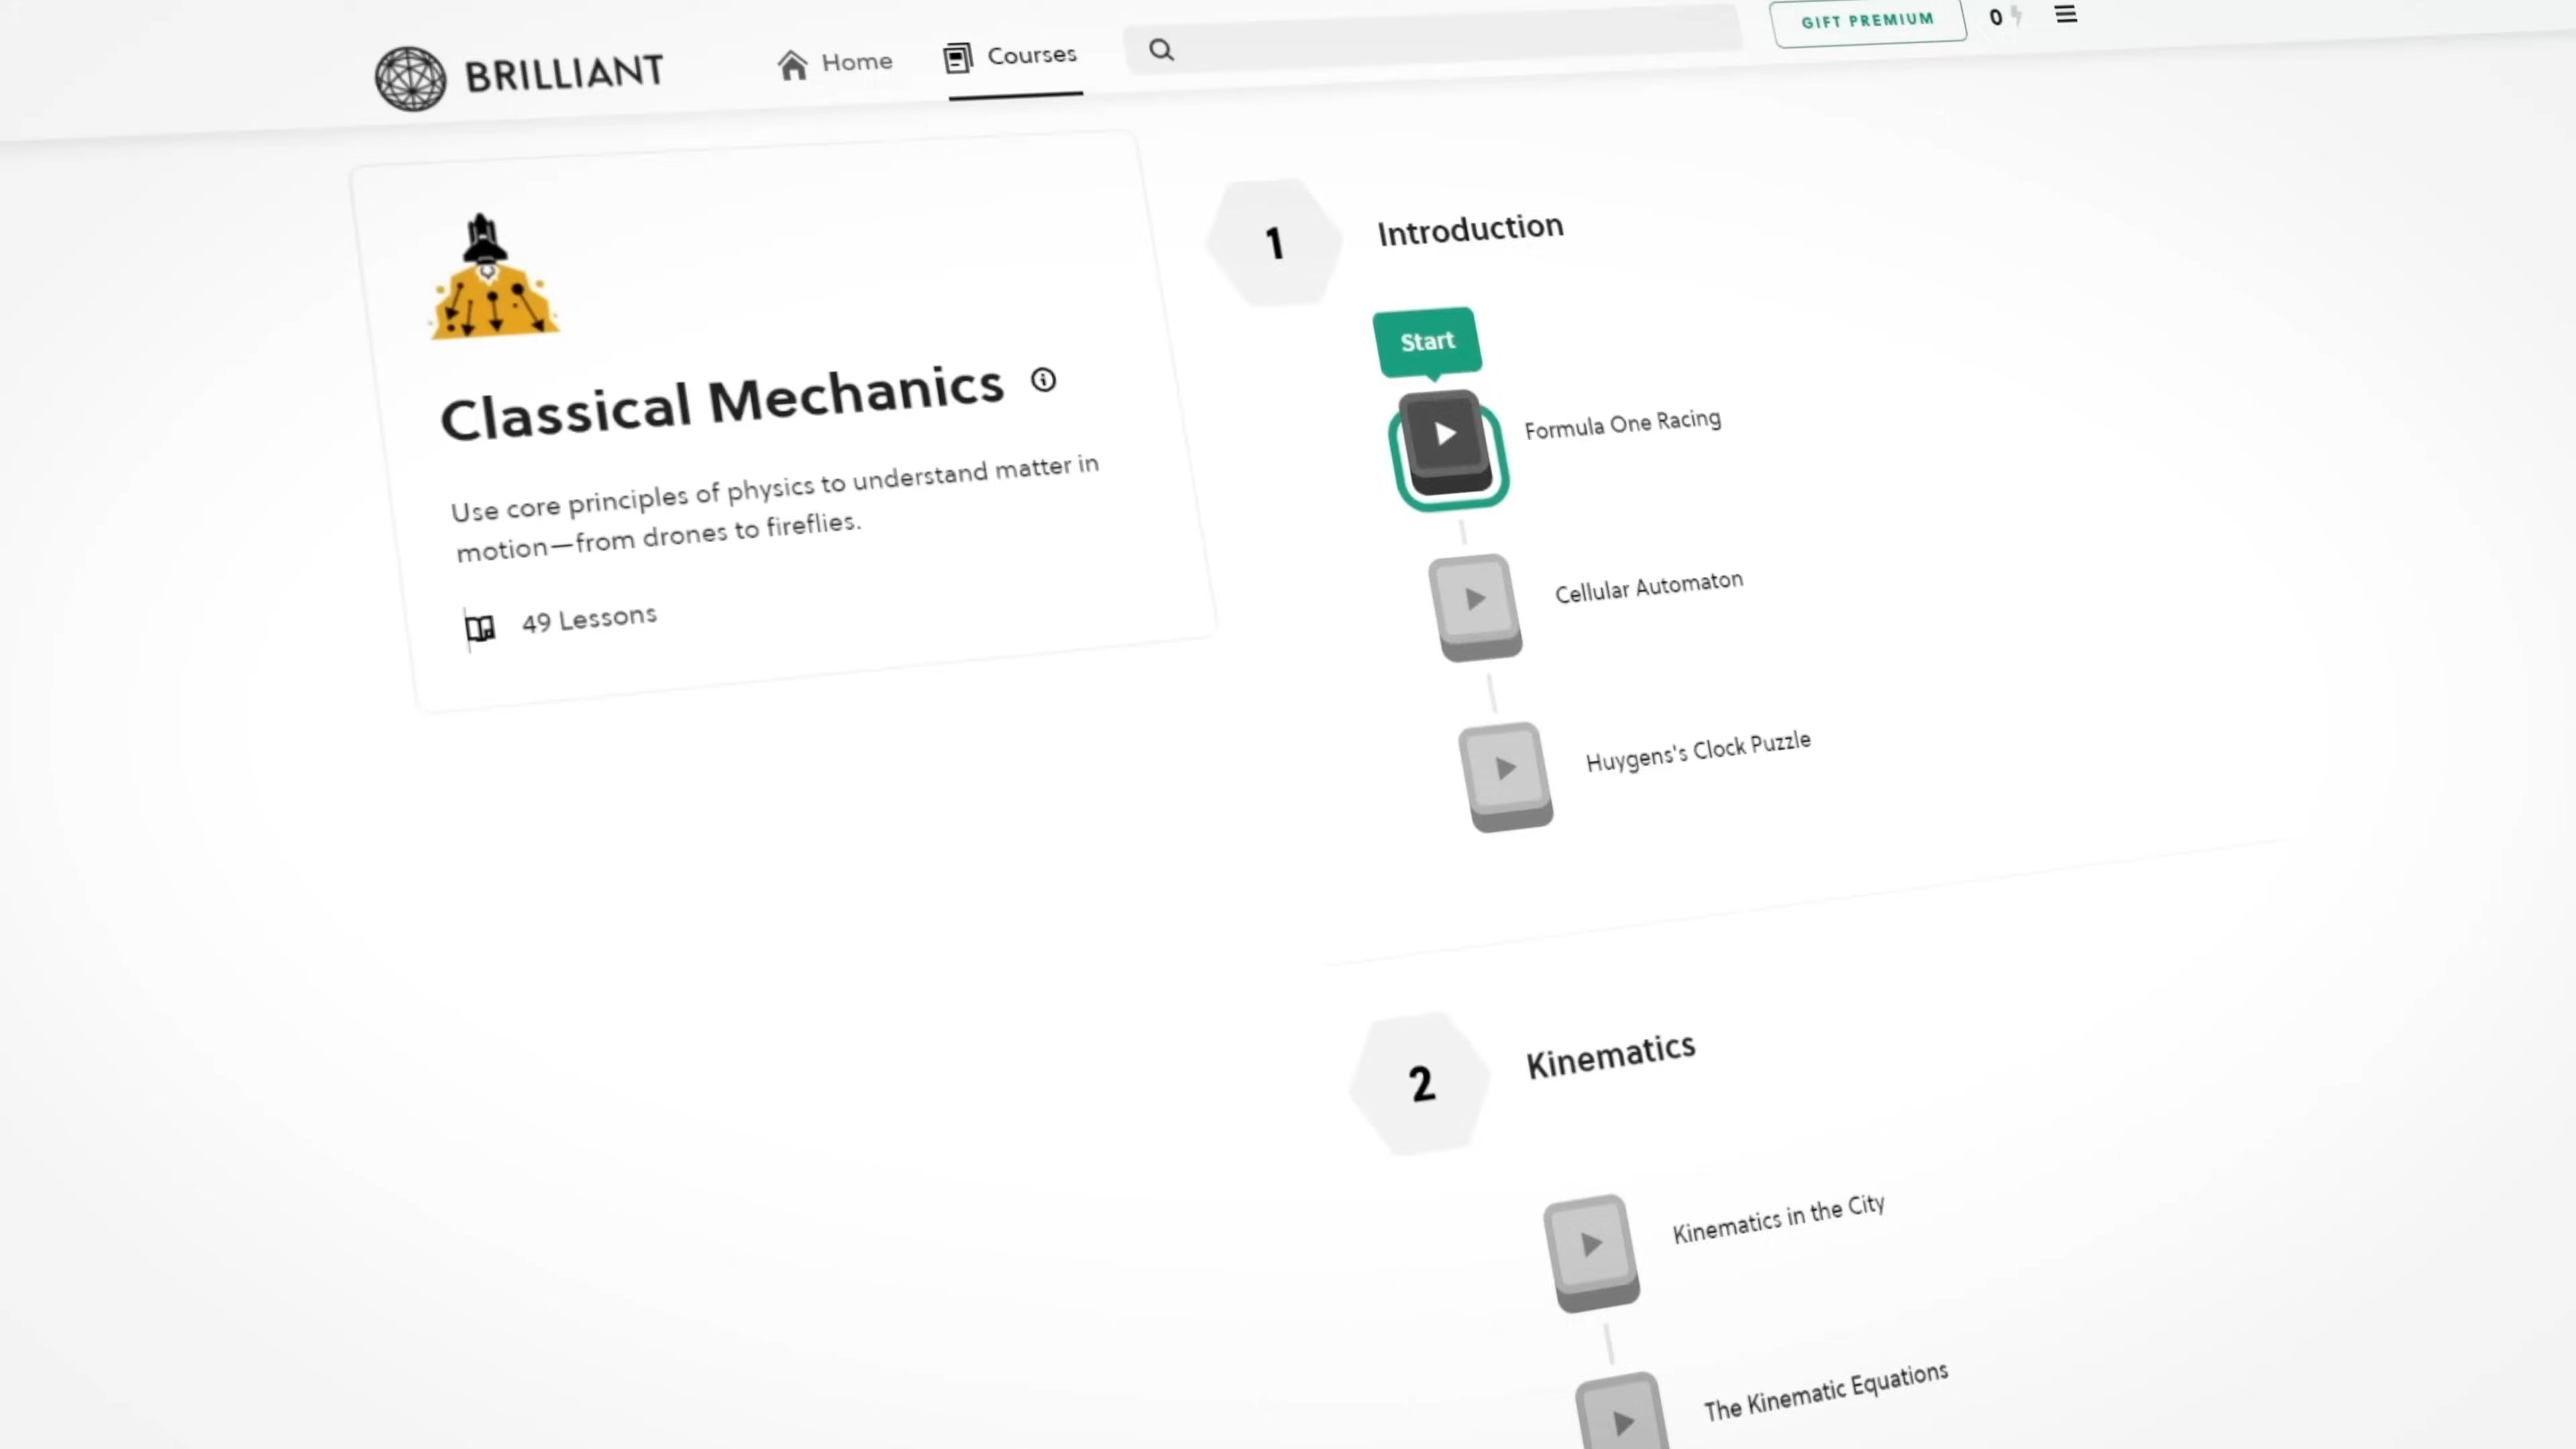 BRILLIANT
Home
Courses
GIFT PREMIUM
0
Classical Mechanics
Use core principles of physics to understand matter in
motion—from drones to fireflies.
49 Lessons
1
Introduction
Start
Formula One Racing
Cellular Automaton
Huygens's Clock Puzzle
2
Kinematics
Kinematics in the City
The Kinematic Equations